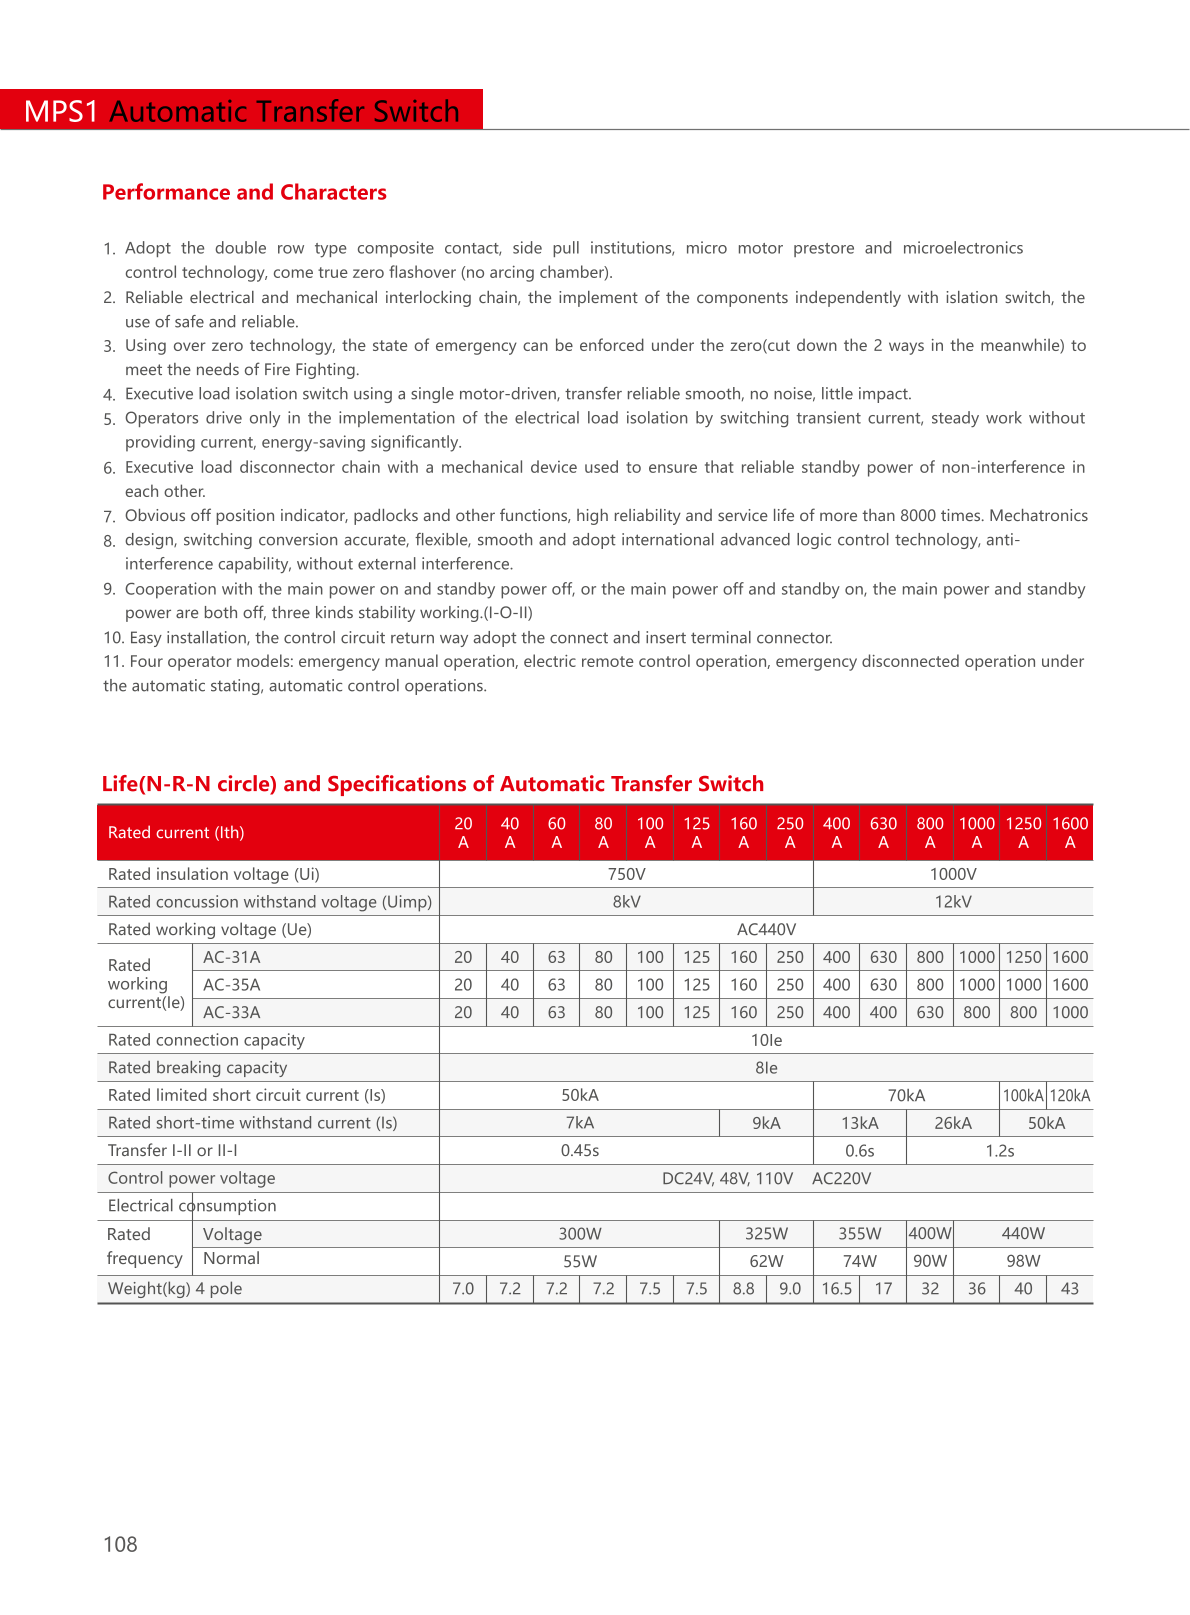 MPS1 Automatic Transfer Switch
Performance and Characters
1. Adopt the double row type composite contact, side pull institutions, micro motor prestore and microelectronics
control technology, come true zero flashover (no arcing chamber).
2. Reliable electrical and mechanical interlocking chain, the implement of the components independently with islation switch, the
use of safe and reliable.
3. Using over zero technology, the state of emergency can be enforced under the zero(cut down the 2 ways in the meanwhile) to
meet the needs of Fire Fighting.
4. Executive load isolation switch using a single motor-driven, transfer reliable smooth, no noise, little impact.
5. Operators drive only in the implementation of the electrical load isolation by switching transient current, steady work without
providing current, energy-saving significantly.
6. Executive load disconnector chain with a mechanical device used to ensure that reliable standby power of non-interference in
each other.
7. Obvious off position indicator, padlocks and other functions, high reliability and service life of more than 8000 times. Mechatronics
8. design, switching conversion accurate, flexible, smooth and adopt international advanced logic control technology, anti-
interference capability, without external interference.
9. Cooperation with the main power on and standby power off, or the main power off and standby on, the main power and standby
power are both off, three kinds stability working.(I-O-II)
10. Easy installation, the control circuit return way adopt the connect and insert terminal connector.
11. Four operator models: emergency manual operation, electric remote control operation, emergency disconnected operation under
the automatic stating, automatic control operations.
Life(N-R-N circle) and Specifications of Automatic Transfer Switch
Rated current (lth) 20 A 40 A 60 A 80 A 100 A 125 A 160 A 250 A 400 A 630 A 800 A 1000 A 1250 A 1600 A
Rated insulation voltage (Ui) 750V 1000V
Rated concussion withstand voltage (Uimp) 8kV 12kV
Rated working voltage (Ue) AC440V
Rated working current(le)
AC-31A 20 40 63 80 100 125 160 250 400 630 800 1000 1250 1600
AC-35A 20 40 63 80 100 125 160 250 400 630 800 1000 1000 1600
AC-33A 20 40 63 80 100 125 160 250 400 400 630 800 800 1000
Rated connection capacity 10Ie
Rated breaking capacity 8Ie
Rated limited short circuit current (ls) 50kA 70kA 100kA 120kA
Rated short-time withstand current (ls) 7kA 9kA 13kA 26kA 50kA
Transfer I-II or II-I 0.45s 0.6s 1.2s
Control power voltage DC24V, 48V, 110V AC220V
Electrical consumption
Rated frequency
Voltage 300W 325W 355W 400W 440W
Normal 55W 62W 74W 90W 98W
Weight(kg) 4 pole 7.0 7.2 7.2 7.2 7.5 7.5 8.8 9.0 16.5 17 32 36 40 43
108